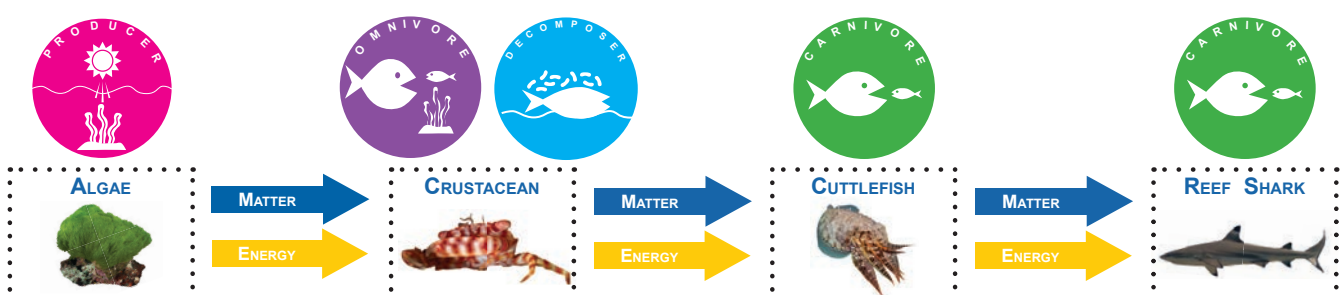 PRODUCER
OMNIVORE
DECOMPOSER
CARNIVORE
CARNIVORE
ALGAE
CRUSTACEAN
CUTTLEFISH
REEF SHARK
MATTER
MATTER
MATTER
ENERGY
ENERGY
ENERGY